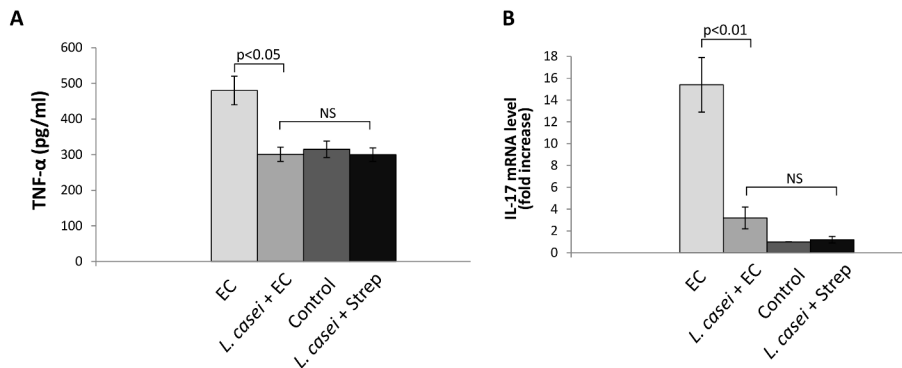 A
TNF-α (pg/ml)
600
500
400
300
200
100
0
p<0.05
NS
EC
L. casei + EC
Control
L. casei + Strep
B
IL-17 mRNA level
(fold increase)
18
16
14
12
10
8
6
4
2
0
p<0.01
NS
EC
L. casei + EC
Control
L. casei + Strep